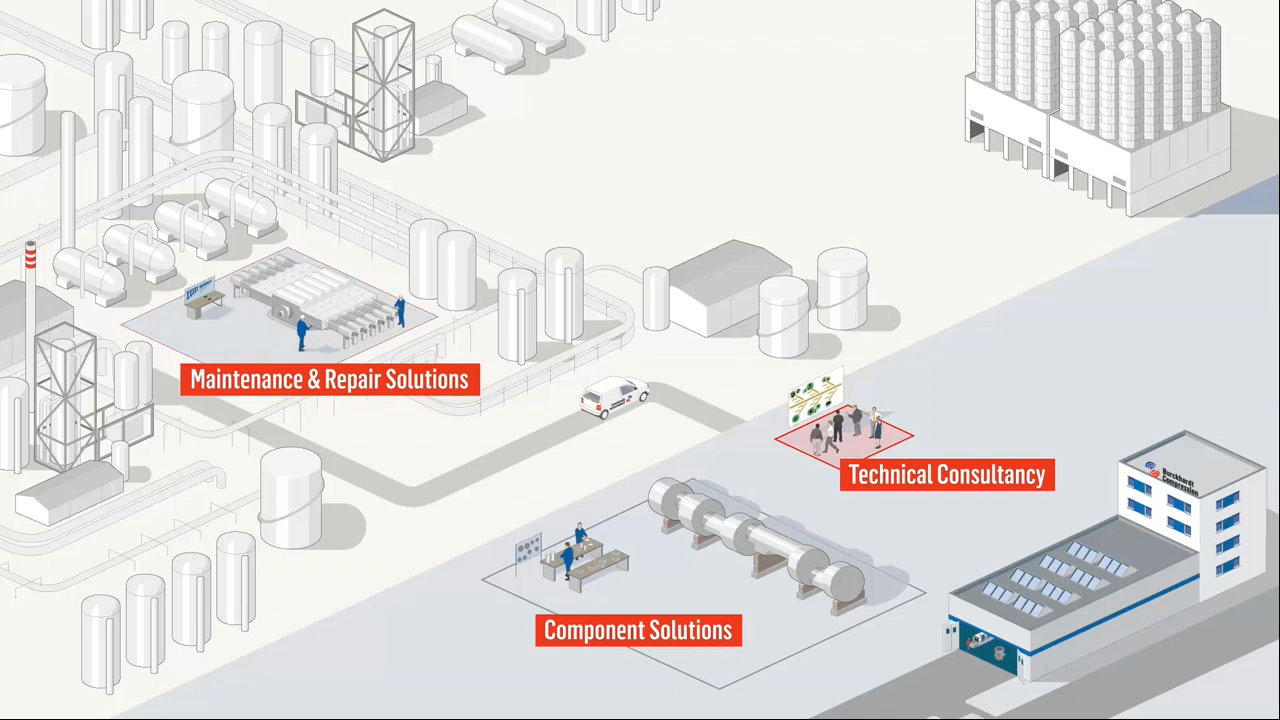 Maintenance & Repair Solutions
Technical Consultancy
Burckhardt
Compression
Component Solutions